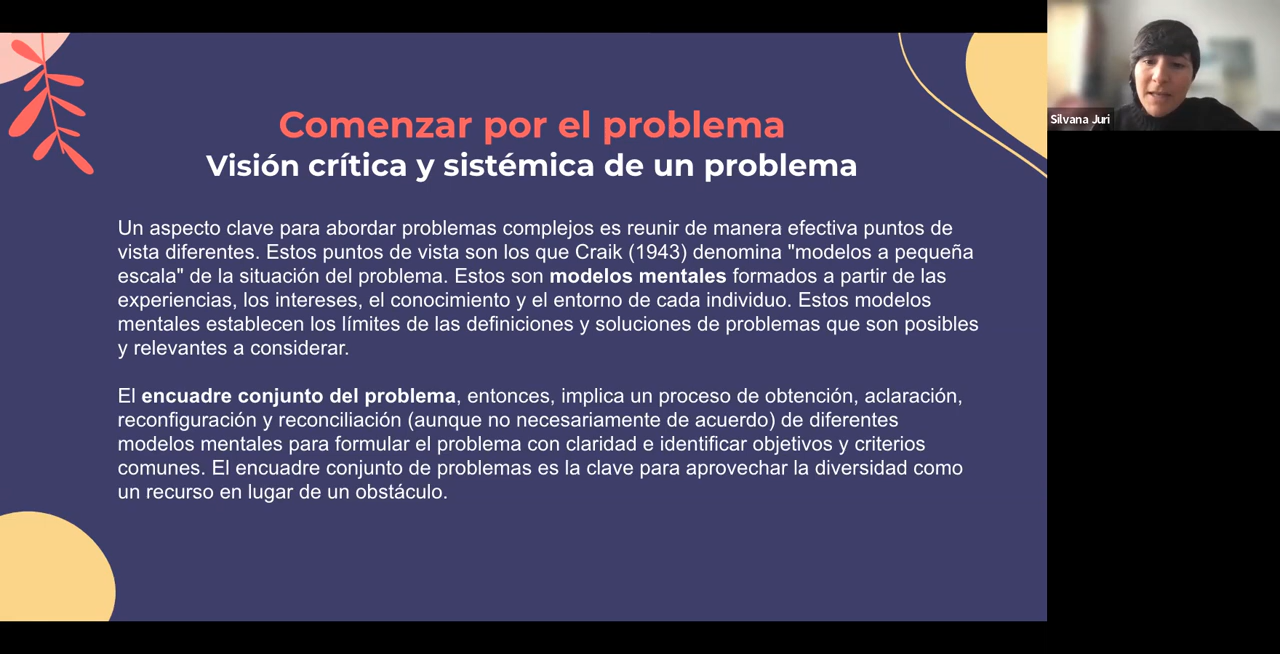 Comenzar por el problema
Visión crítica y sistémica de un problema
Un aspecto clave para abordar problemas complejos es reunir de manera efectiva puntos de
vista diferentes. Estos puntos de vista son los que Craik (1943) denomina "modelos a pequeña
escala" de la situación del problema. Estos son modelos mentales formados a partir de las
experiencias, los intereses, el conocimiento y el entorno de cada individuo. Estos modelos
mentales establecen los límites de las definiciones y soluciones de problemas que son posibles
y relevantes a considerar.
El encuadre conjunto del problema, entonces, implica un proceso de obtención, aclaración,
reconfiguración y reconciliación (aunque no necesariamente de acuerdo) de diferentes
modelos mentales para formular el problema con claridad e identificar objetivos y criterios
comunes. El encuadre conjunto de problemas es la clave para aprovechar la diversidad como
un recurso en lugar de un obstáculo.
Silvana Juri